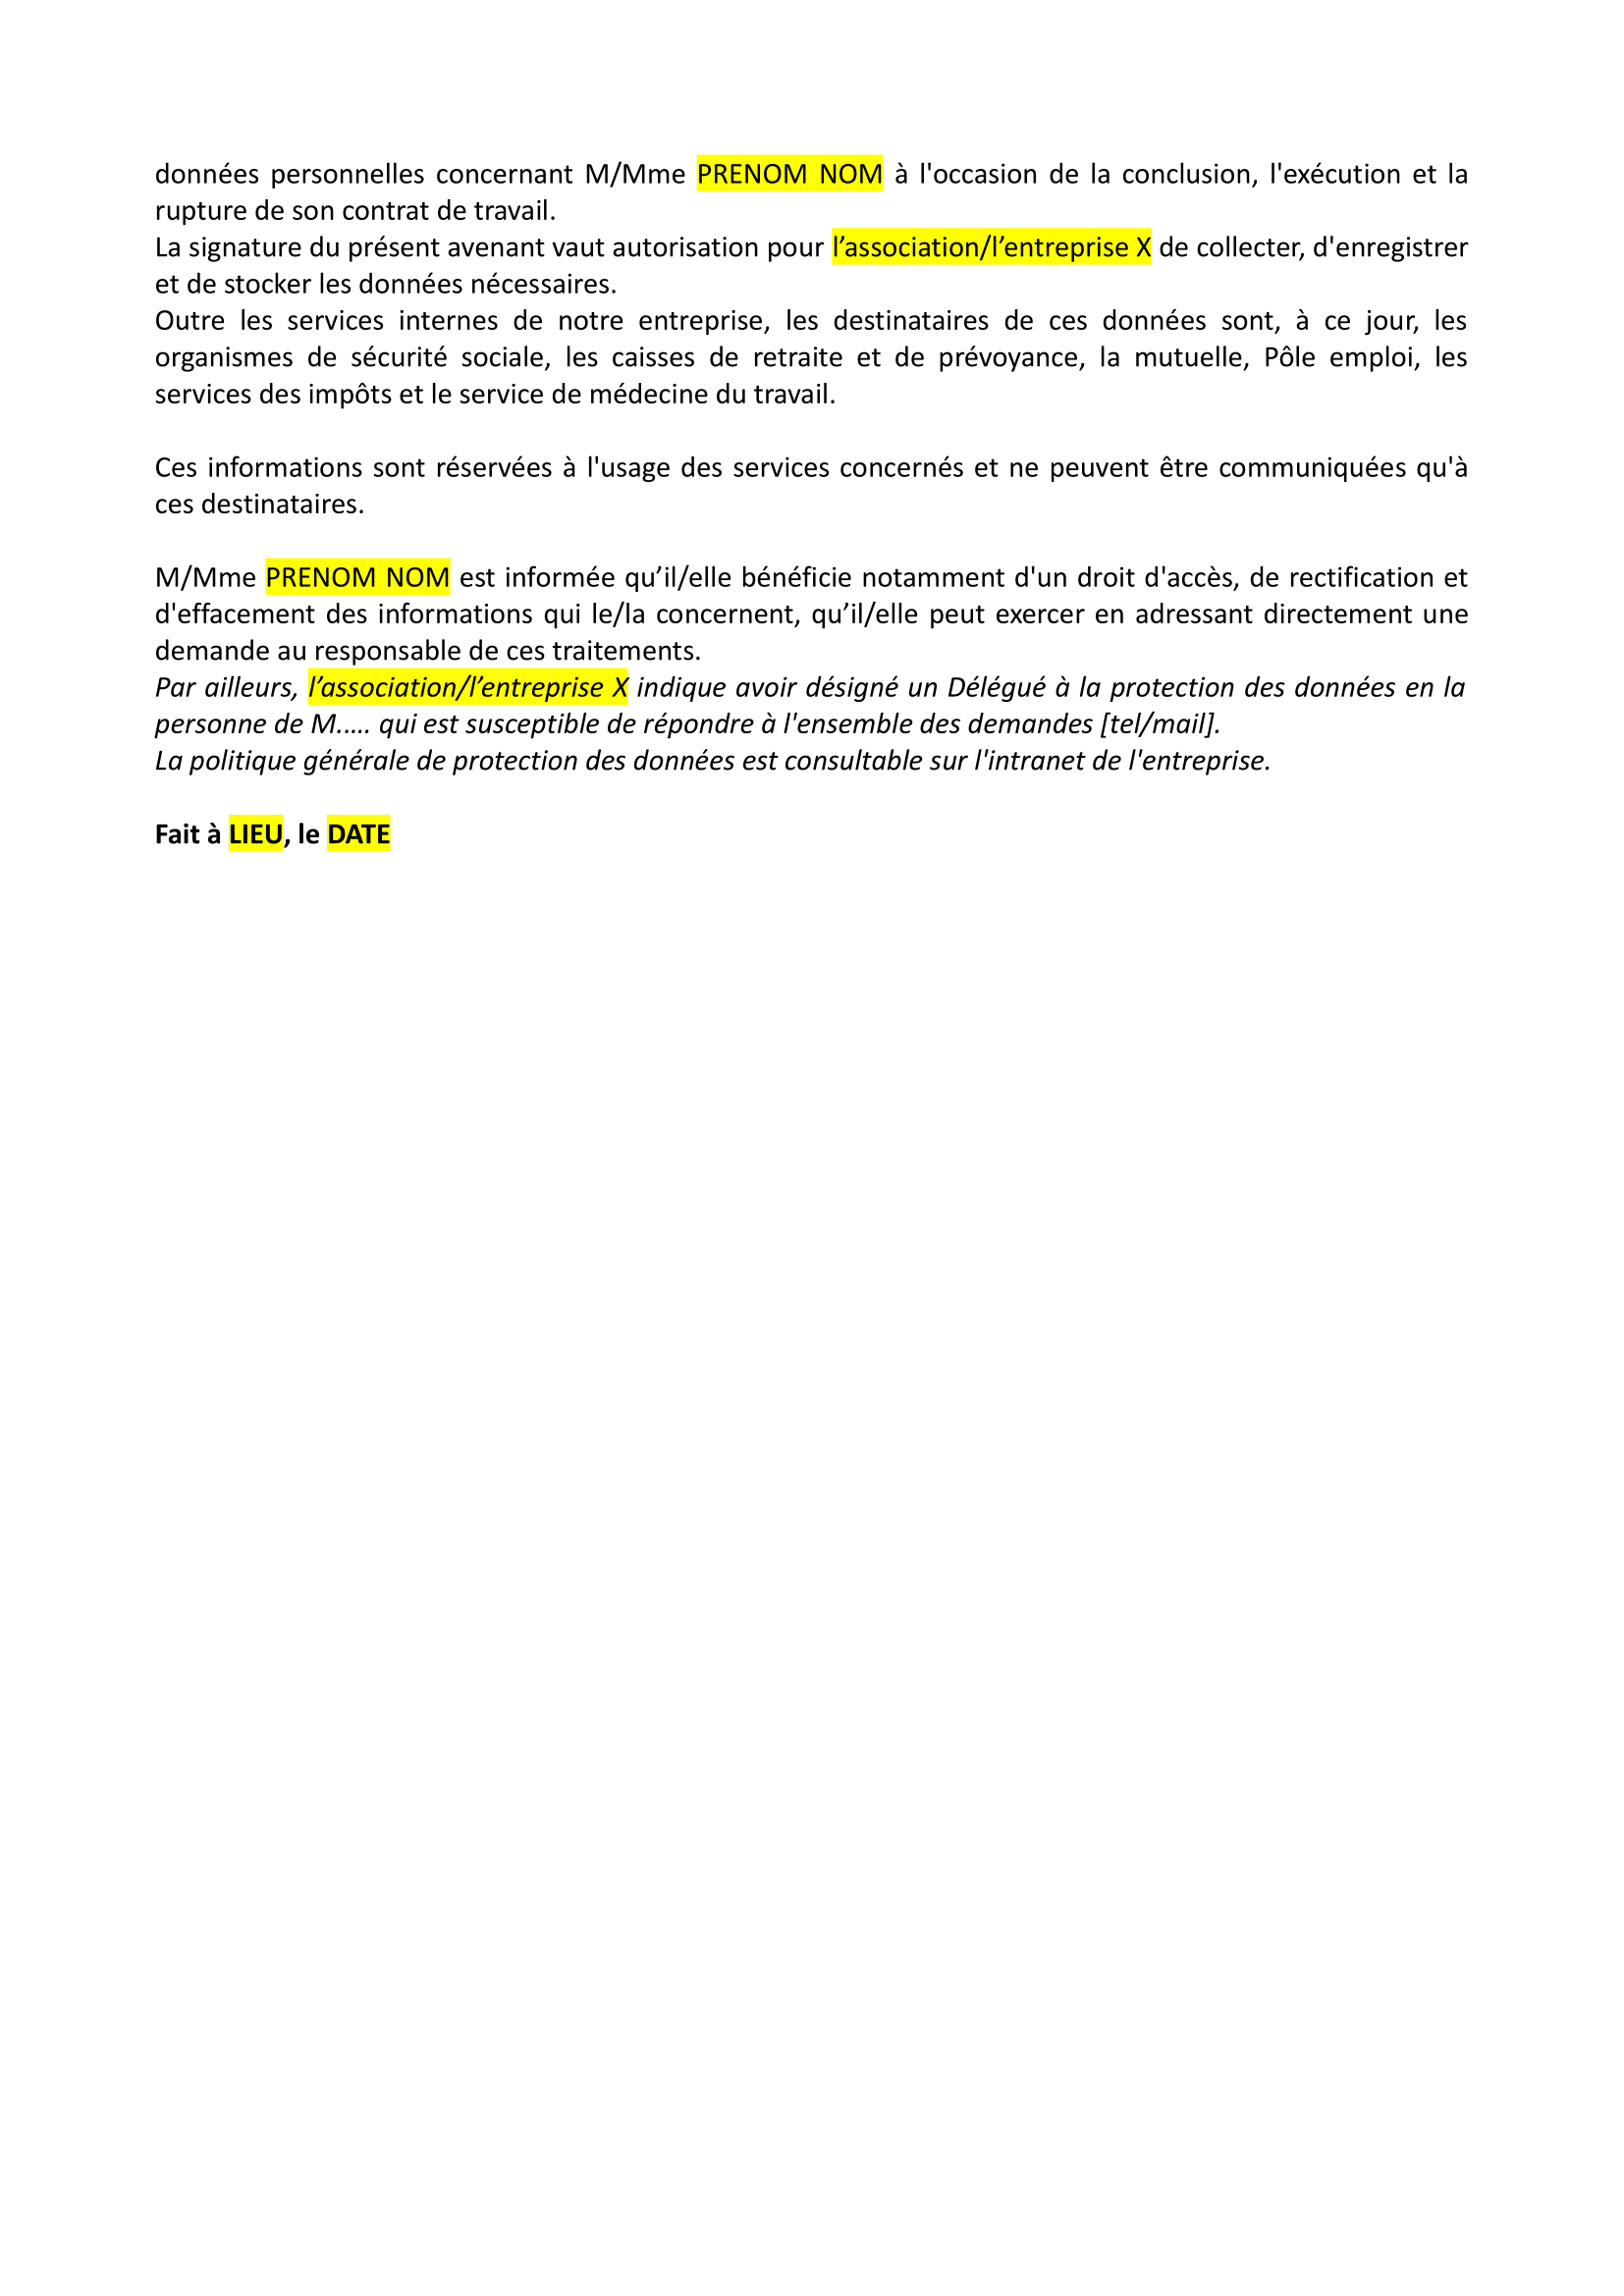 données personnelles concernant M/Mme PRENOM NOM à l'occasion de la conclusion, l'exécution et la
rupture de son contrat de travail.
La signature du présent avenant vaut autorisation pour l’association/l’entreprise X de collecter, d'enregistrer
et de stocker les données nécessaires.
Outre les services internes de notre entreprise, les destinataires de ces données sont, à ce jour, les
organismes de sécurité sociale, les caisses de retraite et de prévoyance, la mutuelle, Pôle emploi, les
services des impôts et le service de médecine du travail.
Ces informations sont réservées à l'usage des services concernés et ne peuvent être communiquées qu'à
ces destinataires.
M/Mme PRENOM NOM est informée qu’il/elle bénéficie notamment d'un droit d'accès, de rectification et
d'effacement des informations qui le/la concernent, qu’il/elle peut exercer en adressant directement une
demande au responsable de ces traitements.
Par ailleurs, l’association/l’entreprise X indique avoir désigné un Délégué à la protection des données en la
personne de M..... qui est susceptible de répondre à l'ensemble des demandes [tel/mail].
La politique générale de protection des données est consultable sur l'intranet de l'entreprise.
Fait à LIEU, le DATE